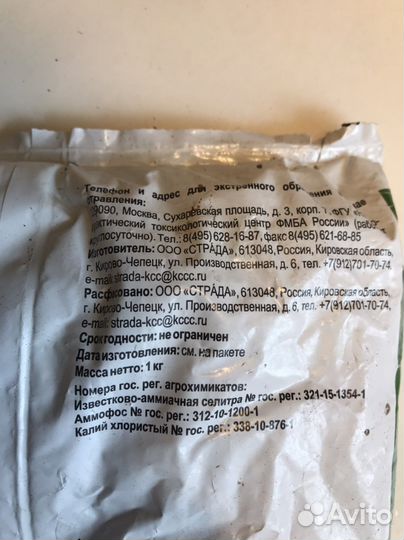 Телефон и адрес для экстренного обращения
травления:
9090, Москва, Сухаревская площадь, д. 3, корп. ФГУ
ктический токсикологический центр ФМБА России»
круглосуточно). Тел.: 8(495) 628-16-87, факс 8(495) 621-68-85
Изготовитель: ООО «СТРАДА», 613048, Россия, Кировская область,
г. Кирово-Чепецк, ул. Производственная, д. 6, тел. +7(912)701-70-74,
e-mail: strada-kcc@kccc.ru
Расфасовано: ООО «СТРАДА», 613048, Россия, Кировская область,
г. Кирово-Чепецк, ул. Производственная, д. 6, тел. +7(912)701-70-74,
e-mail: strada-kcc@kccc.ru
Срок годности: не ограничен
Дата изготовления: см. на пакете
Масса нетто: 1 кг
Номера гос. рег. агрохимикатов:
Известково-аммиачная селитра № гос. рег.: 321-15-1354-1
Аммофос № гос. рег.: 312-10-1200-1
Калий хлористый № гос. рег.: 338-10-876-1
Avito